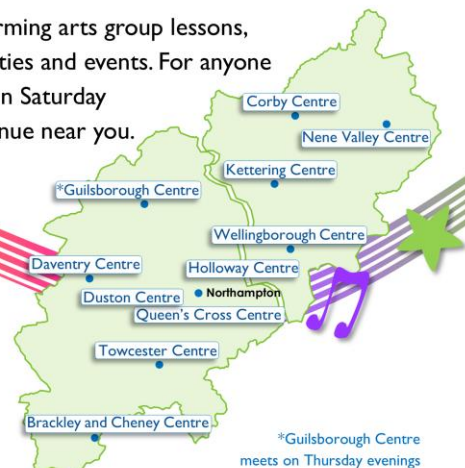 rming arts group lessons,
ties and events. For anyone
n Saturday
nue near you.
Corby Centre
Nene Valley Centre
Kettering Centre
*Guilsborough Centre
Wellingborough Centre
Daventry Centre
Holloway Centre
Duston Centre
Northampton
Queen's Cross Centre
Towcester Centre
Brackley and Cheney Centre
*Guilsborough Centre
meets on Thursday evenings